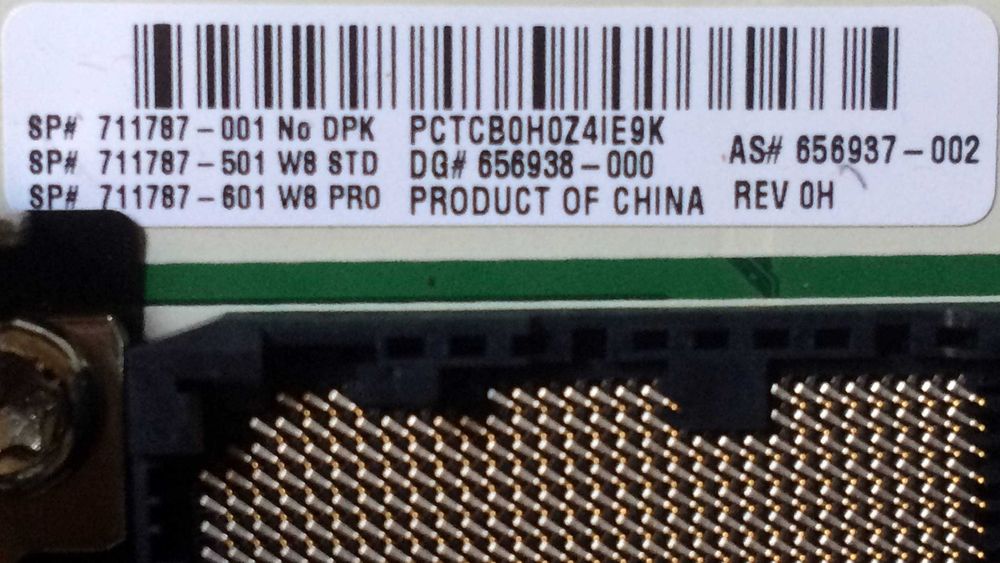 SP# 711787-001 No DPK
SP# 711787-501 W8 STD
SP# 711787-601 W8 PRO
PCTCB0H0Z4IE9K
DG# 656938-000
PRODUCT OF CHINA
AS# 656937-002
REV 0H